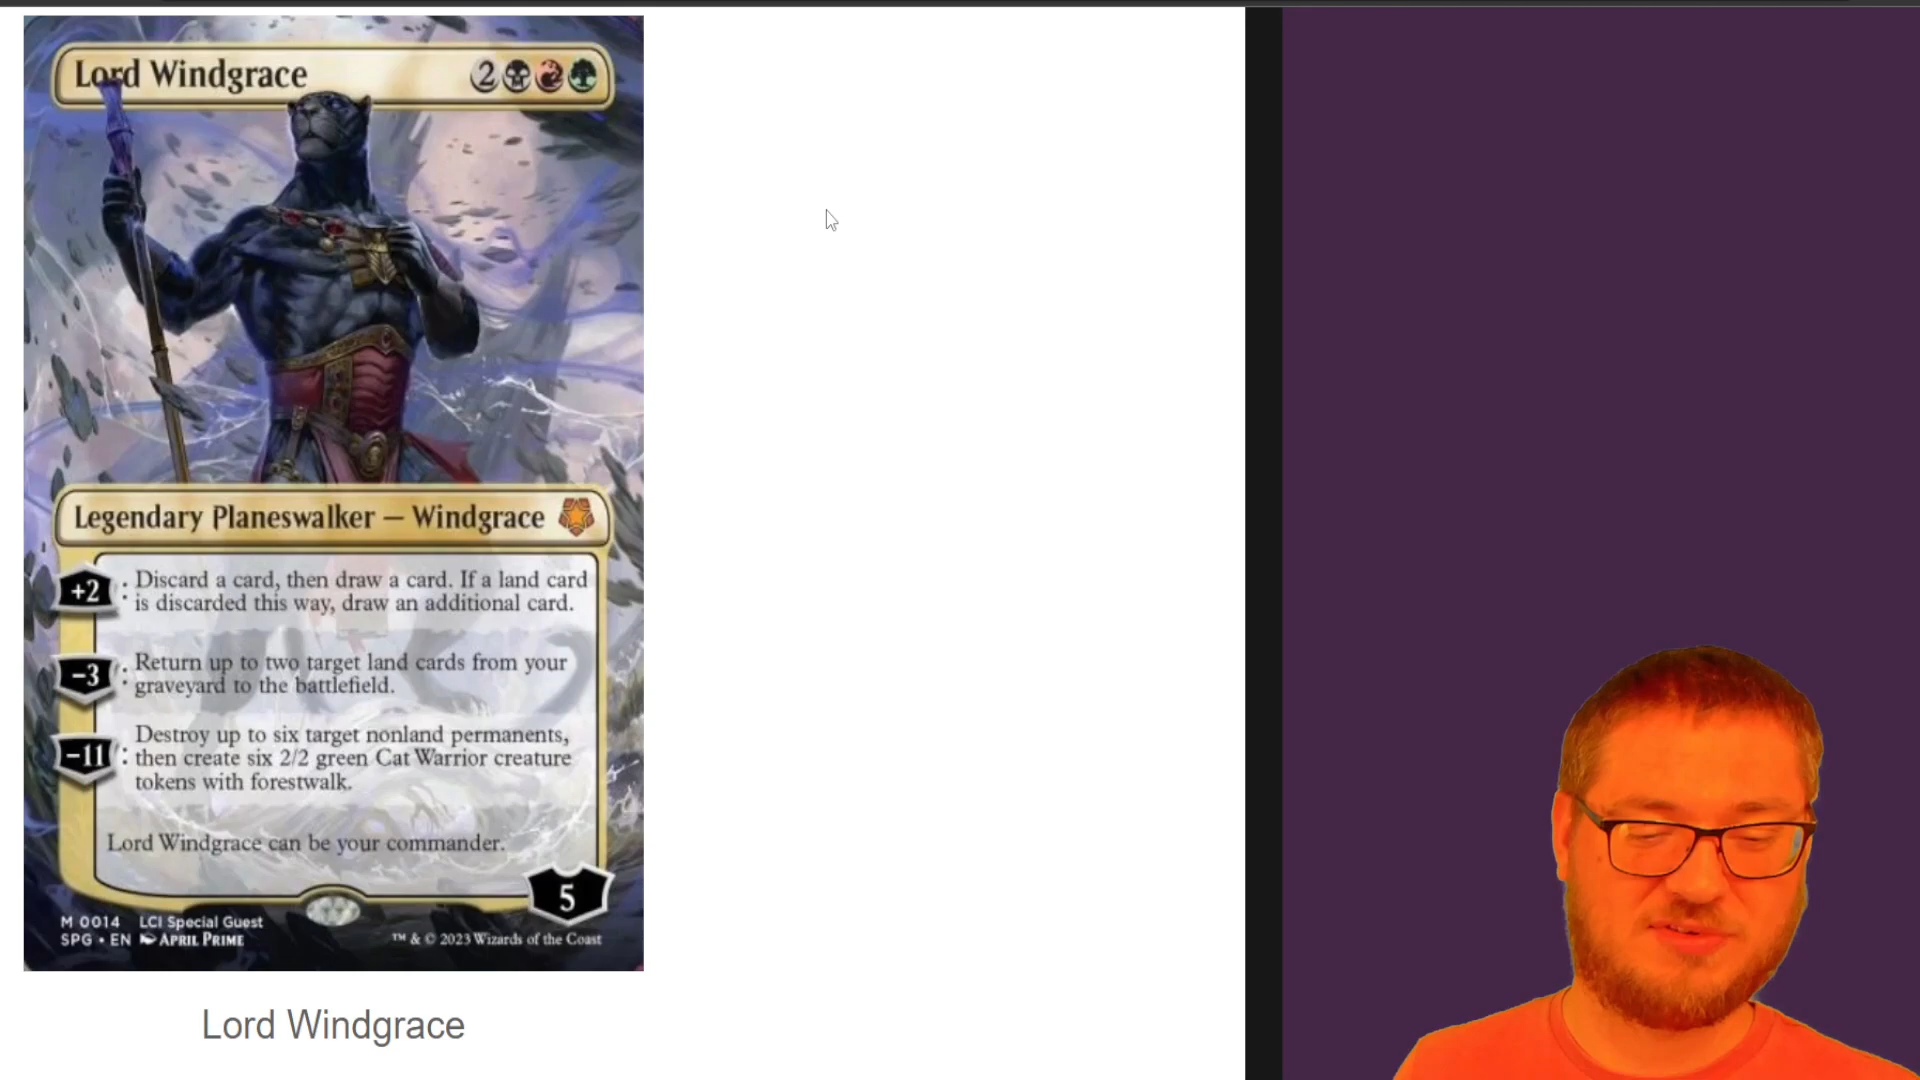 Lord Windgrace 2
Legendary Planeswalker — Windgrace
+2: Discard a card, then draw a card. If a land card
is discarded this way, draw an additional card.
−3: Return up to two target land cards from your
graveyard to the battlefield.
−11: Destroy up to six target nonland permanents,
then create six 2/2 green Cat Warrior creature
tokens with forestwalk.
Lord Windgrace can be your commander.
5
M 0014 LCI Special Guest
SPG • EN April Prime ™ & © 2023 Wizards of the Coast
Lord Windgrace